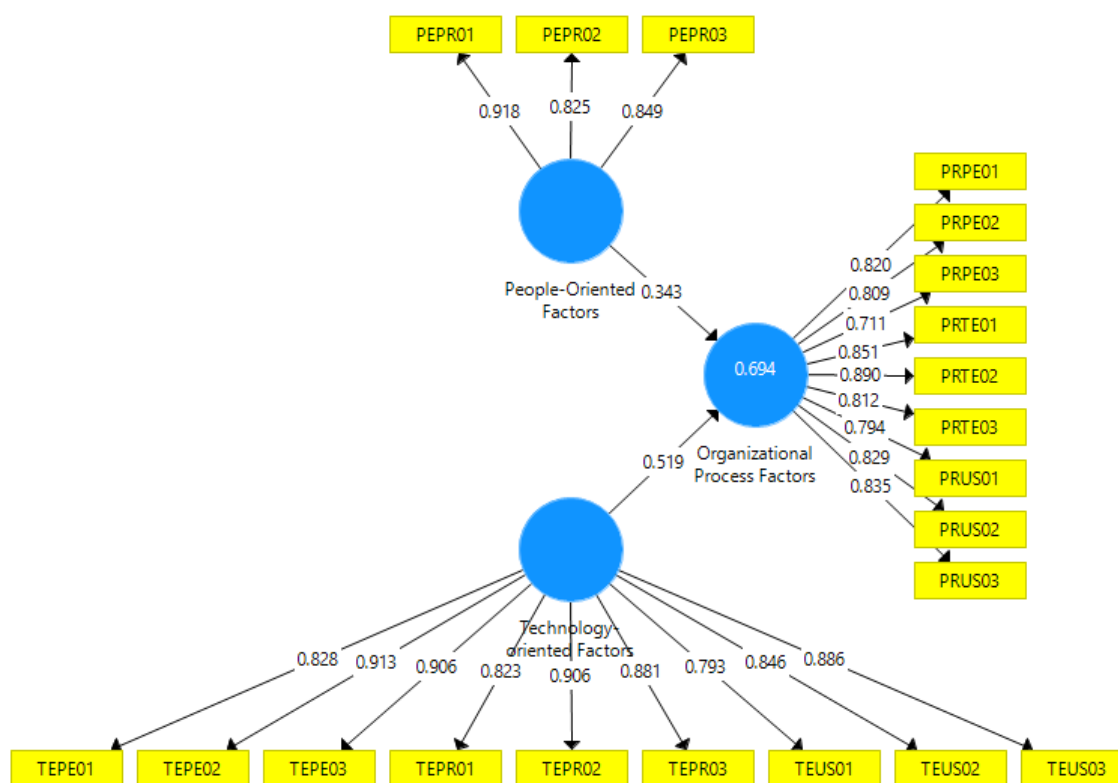 PEPR01 PEPR02 PEPR03
0.918 0.825 0.849
People-Oriented
Factors
0.343
PRPE01
PRPE02
PRPE03
PRTE01
PRTE02
PRTE03
PRUS01
PRUS02
PRUS03
0.820
0.809
0.711
0.851
0.890
0.812
0.794
0.829
0.835
0.694
Organizational
Process Factors
0.519
Technology-
oriented Factors
0.828 0.913 0.906 0.823 0.906 0.881 0.793 0.846 0.886
TEPE01 TEPE02 TEPE03 TEPR01 TEPR02 TEPR03 TEUS01 TEUS02 TEUS03